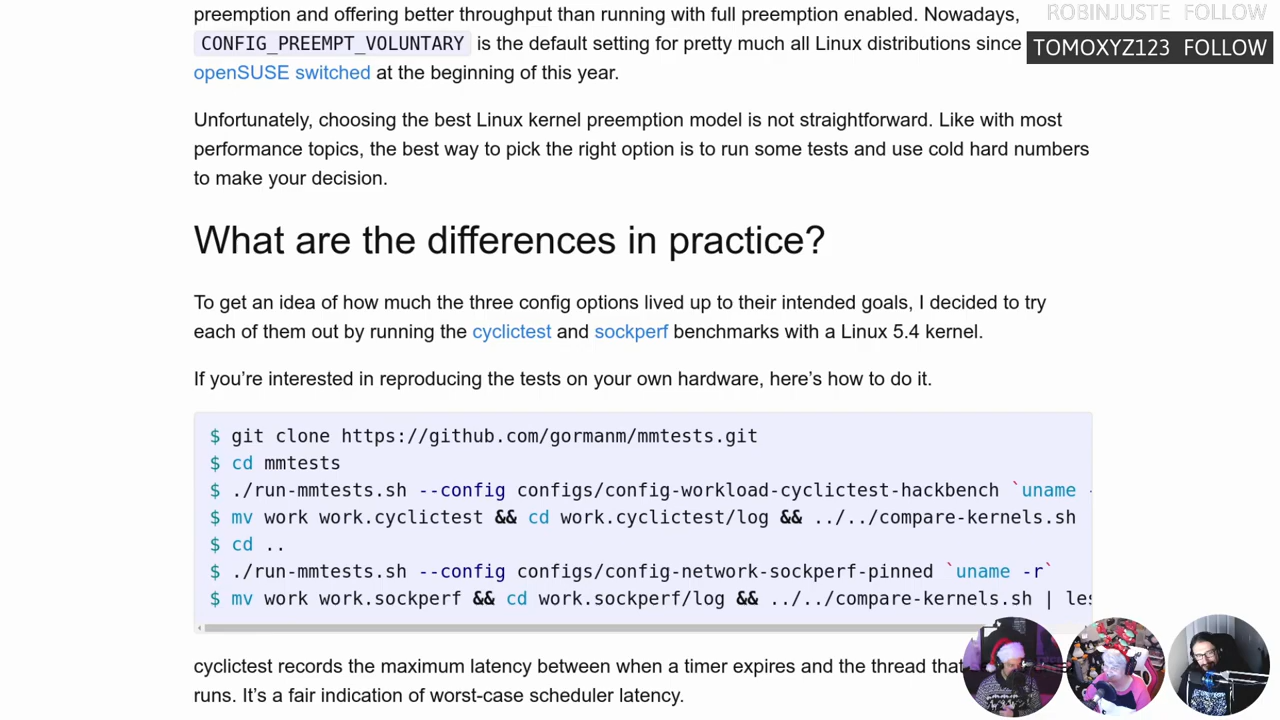 preemption and offering better throughput than running with full preemption enabled. Nowadays,
CONFIG_PREEMPT_VOLUNTARY is the default setting for pretty much all Linux distributions since
openSUSE switched at the beginning of this year.
ROBINJUSTE FOLLOW
TOMOXYZ123 FOLLOW
Unfortunately, choosing the best Linux kernel preemption model is not straightforward. Like with most
performance topics, the best way to pick the right option is to run some tests and use cold hard numbers
to make your decision.
What are the differences in practice?
To get an idea of how much the three config options lived up to their intended goals, I decided to try
each of them out by running the cyclictest and sockperf benchmarks with a Linux 5.4 kernel.
If you’re interested in reproducing the tests on your own hardware, here’s how to do it.
$ git clone https://github.com/gormanm/mmtests.git
$ cd mmtests
$ ./run-mmtests.sh --config configs/config-workload-cyclictest-hackbench `uname -
$ mv work work.cyclictest && cd work.cyclictest/log && ../../compare-kernels.sh
$ cd ..
$ ./run-mmtests.sh --config configs/config-network-sockperf-pinned `uname -r`
$ mv work work.sockperf && cd work.sockperf/log && ../../compare-kernels.sh | les
cyclictest records the maximum latency between when a timer expires and the thread that
runs. It’s a fair indication of worst-case scheduler latency.